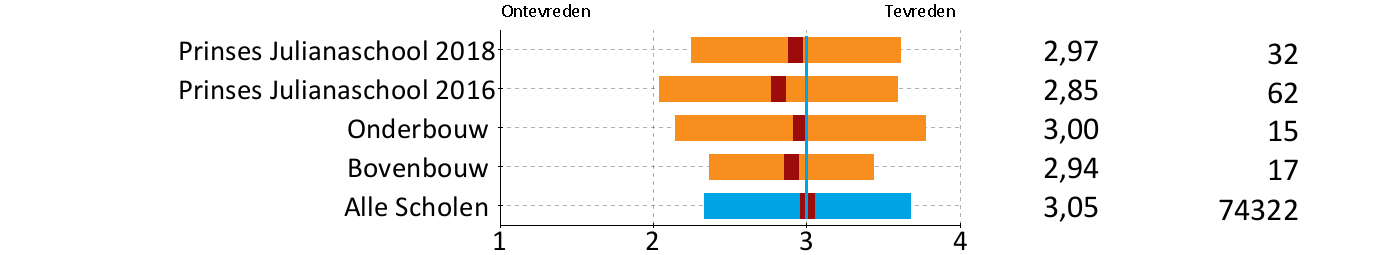 Ontevreden Tevreden
Prinses Julianaschool 2018 2,97 32
Prinses Julianaschool 2016 2,85 62
Onderbouw 3,00 15
Bovenbouw 2,94 17
Alle Scholen 3,05 74322
1 2 3 4